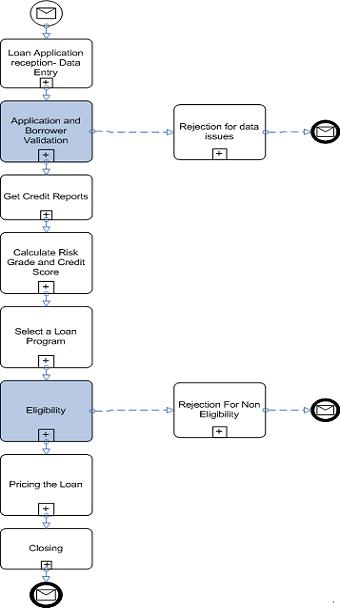 Loan Application
reception- Data
Entry
Application and
Borrower
Validation
Rejection for data
issues
Get Credit Reports
Calculate Risk
Grade and Credit
Score
Select a Loan
Program
Eligibility
Rejection For Non
Eligibility
Pricing the Loan
Closing